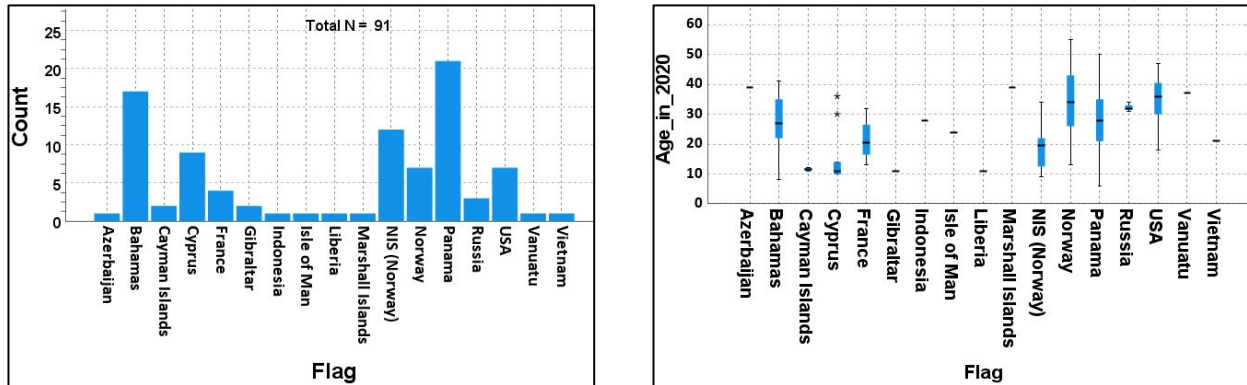 Total N = 91
Count
25
20
15
10
5
0
Azerbaijan
Bahamas
Cayman Islands
Cyprus
France
Gibraltar
Indonesia
Isle of Man
Liberia
Marshall Islands
NIS (Norway)
Norway
Panama
Russia
USA
Vanuatu
Vietnam
Flag
Age_in_2020
60
50
40
30
20
10
0
Azerbaijan
Bahamas
Cayman Islands
Cyprus
France
Gibraltar
Indonesia
Isle of Man
Liberia
Marshall Islands
NIS (Norway)
Norway
Panama
Russia
USA
Vanuatu
Vietnam
Flag